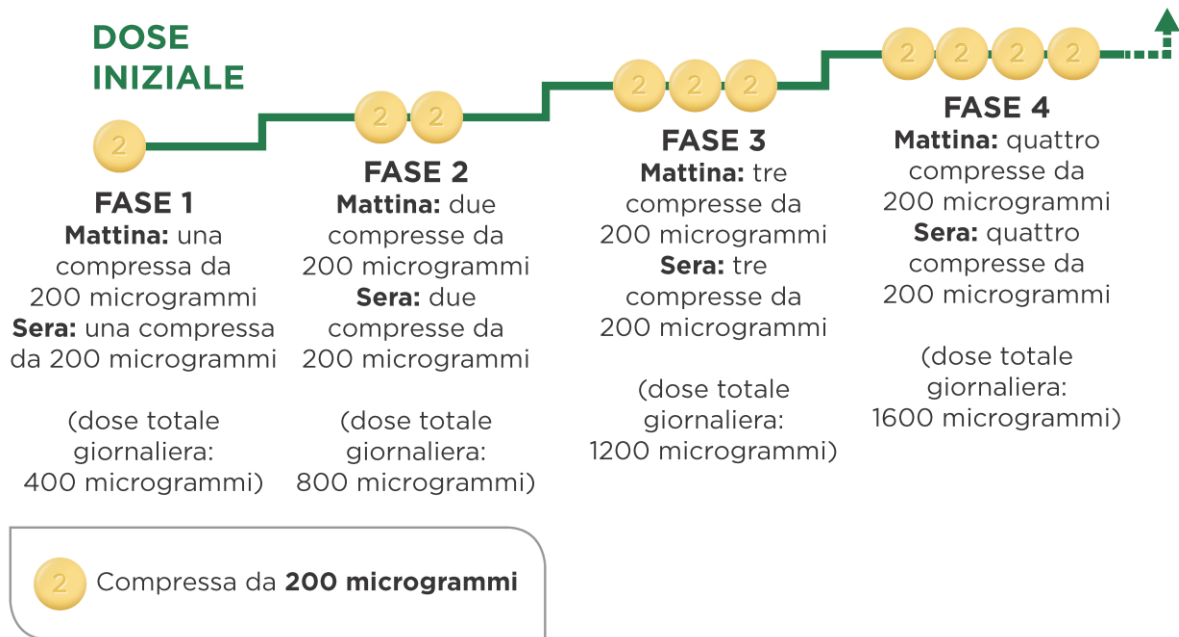 DOSE
INIZIALE
2
FASE 1
Mattina: una
compressa da
200 microgrammi
Sera: una compressa
da 200 microgrammi
(dose totale
giornaliera:
400 microgrammi)
2 2
FASE 2
Mattina: due
compresse da
200 microgrammi
Sera: due
compresse da
200 microgrammi
(dose totale
giornaliera:
800 microgrammi)
2 2 2
FASE 3
Mattina: tre
compresse da
200 microgrammi
Sera: tre
compresse da
200 microgrammi
(dose totale
giornaliera:
1200 microgrammi)
2 2 2 2
FASE 4
Mattina: quattro
compresse da
200 microgrammi
Sera: quattro
compresse da
200 microgrammi
(dose totale
giornaliera:
1600 microgrammi)
2 Compressa da 200 microgrammi